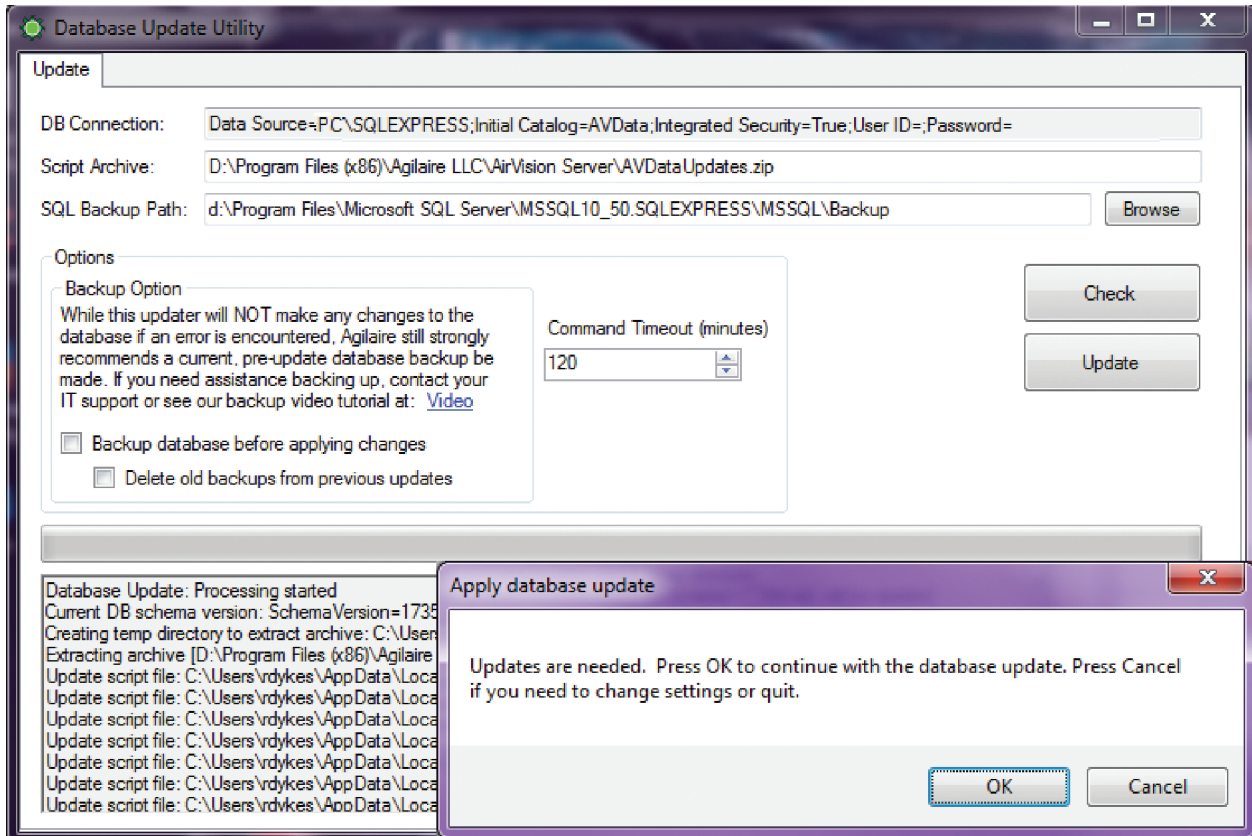 Database Update Utility
Update
DB Connection:
Data Source=PC\SQLEXPRESS;Initial Catalog=AVData;Integrated Security=True;User ID=;Password=
Script Archive:
D:\Program Files (x86)\Agilaire LLC\AirVision Server\AVDataUpdates.zip
SQL Backup Path:
d:\Program Files\Microsoft SQL Server\MSSQL10_50.SQLEXPRESS\MSSQL\Backup
Browse
Options
Backup Option
While this updater will NOT make any changes to the
database if an error is encountered, Agilaire still strongly
recommends a current, pre-update database backup be
made. If you need assistance backing up, contact your
IT support or see our backup video tutorial at: Video
Backup database before applying changes
Delete old backups from previous updates
Command Timeout (minutes)
120
Check
Update
Database Update: Processing started
Current DB schema version: SchemaVersion=1735
Creating temp directory to extract archive: C:\User
Extracting archive [D:\Program Files (x86)\Agilaire
Update script file: C:\Users\rdykes\AppData\Loca
Update script file: C:\Users\rdykes\AppData\Loca
Update script file: C:\Users\rdykes\AppData\Loca
Update script file: C:\Users\rdykes\AppData\Loca
Update script file: C:\Users\rdykes\AppData\Loca
Update script file: C:\Users\rdykes\AppData\Loca
Update script file: C:\Users\rdykes\AppData\Loca
Apply database update
Updates are needed. Press OK to continue with the database update. Press Cancel
if you need to change settings or quit.
OK
Cancel